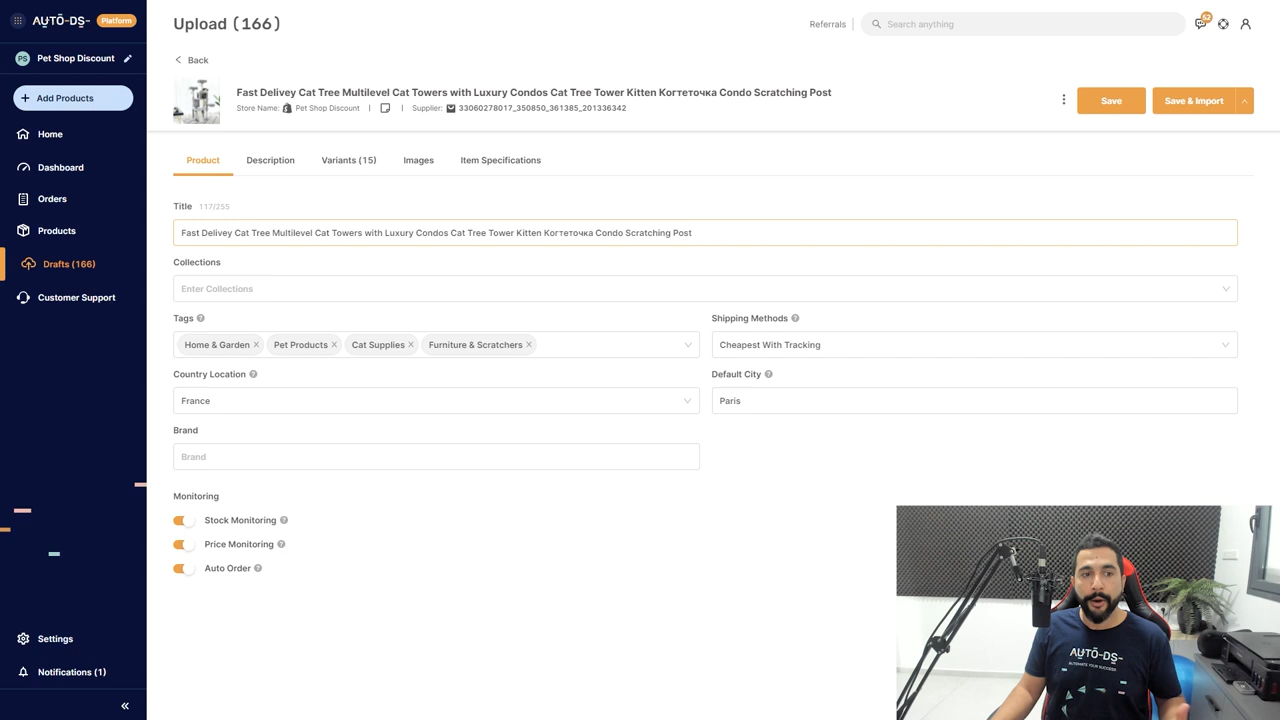 AUTO-DS- Platform
Pet Shop Discount
PS
Add Products
Home
Dashboard
Orders
Products
Drafts (166)
Customer Support
Settings
Notifications (1)
Upload (166)
Referrals
Search anything
52
Back
Fast Delivey Cat Tree Multilevel Cat Towers with Luxury Condos Cat Tree Tower Kitten Когтеточка Condo Scratching Post
Store Name: Pet Shop Discount | | Supplier: 33060278017_350850_361385_201336342
Save
Save & Import
Product
Description
Variants (15)
Images
Item Specifications
Title 117/255
Fast Delivey Cat Tree Multilevel Cat Towers with Luxury Condos Cat Tree Tower Kitten Когтеточка Condo Scratching Post
Collections
Enter Collections
Tags
Home & Garden
Pet Products
Cat Supplies
Furniture & Scratchers
Shipping Methods
Cheapest With Tracking
Country Location
France
Default City
Paris
Brand
Brand
Monitoring
Stock Monitoring
Price Monitoring
Auto Order
AUTO-DS-
AUTOMATE YOUR SUCCESS